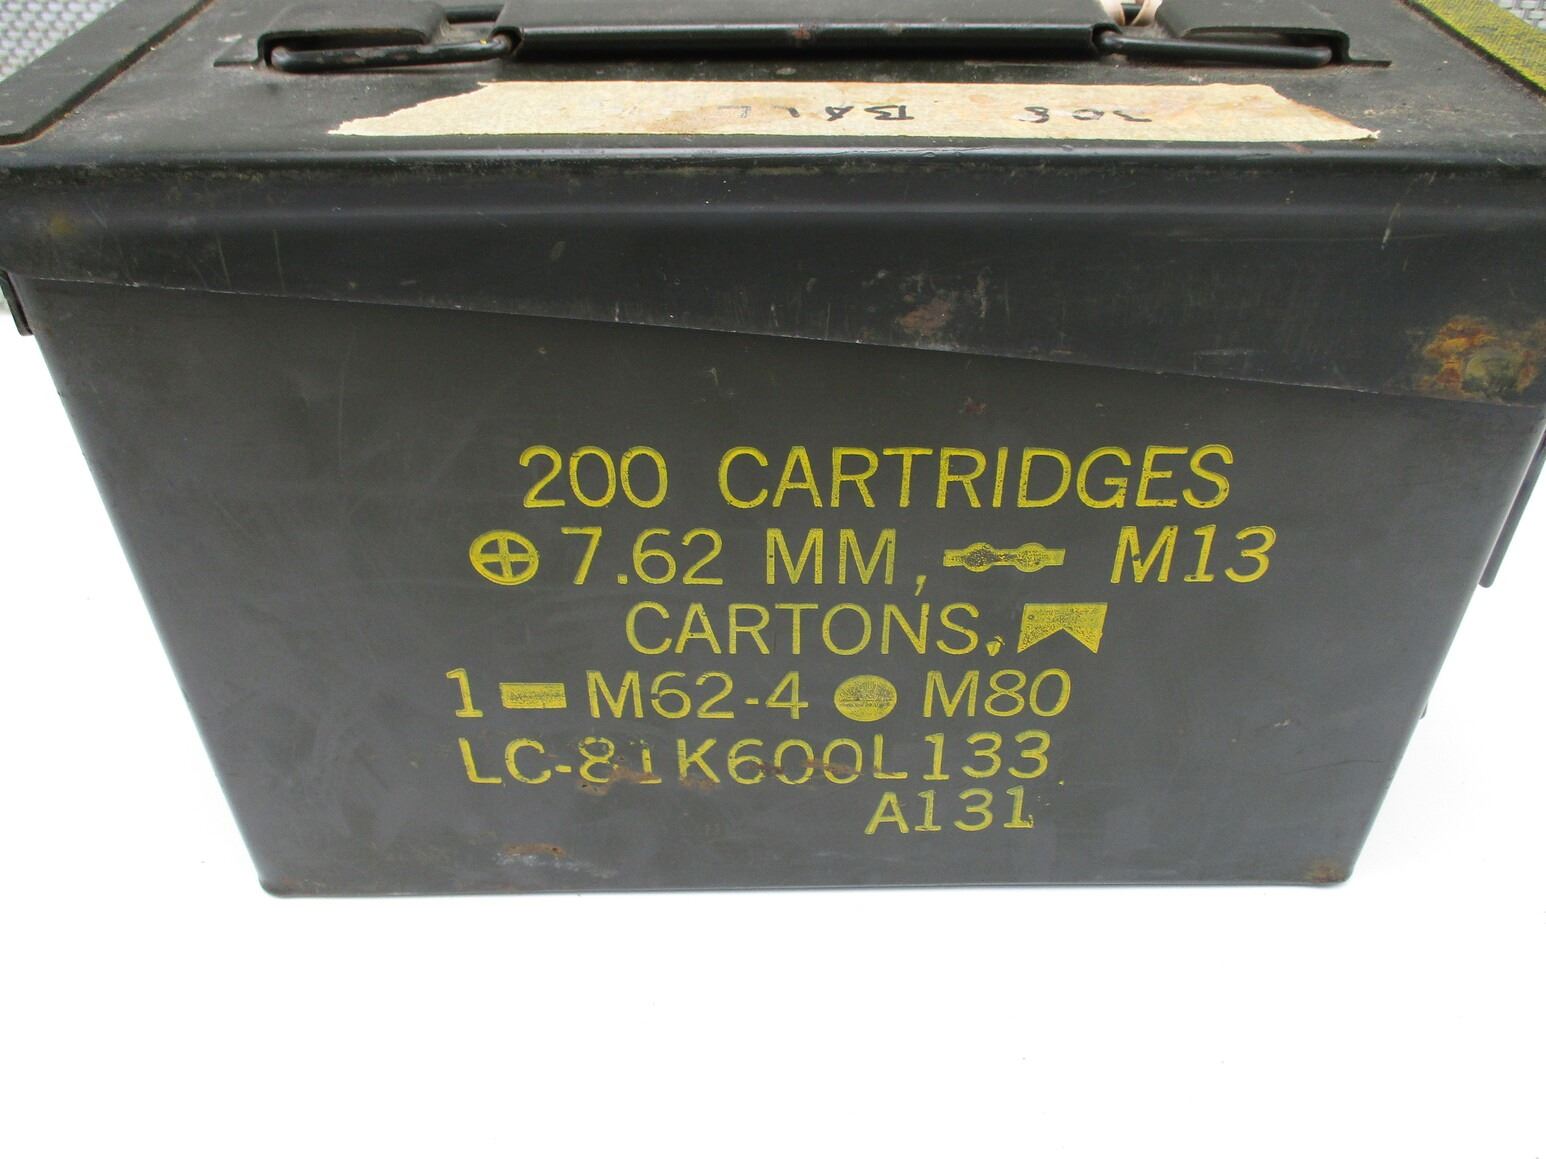 308 BALL
200 CARTRIDGES
7.62 MM, M13
CARTONS,
1 M62-4 M80
LC-81K600L133
A131